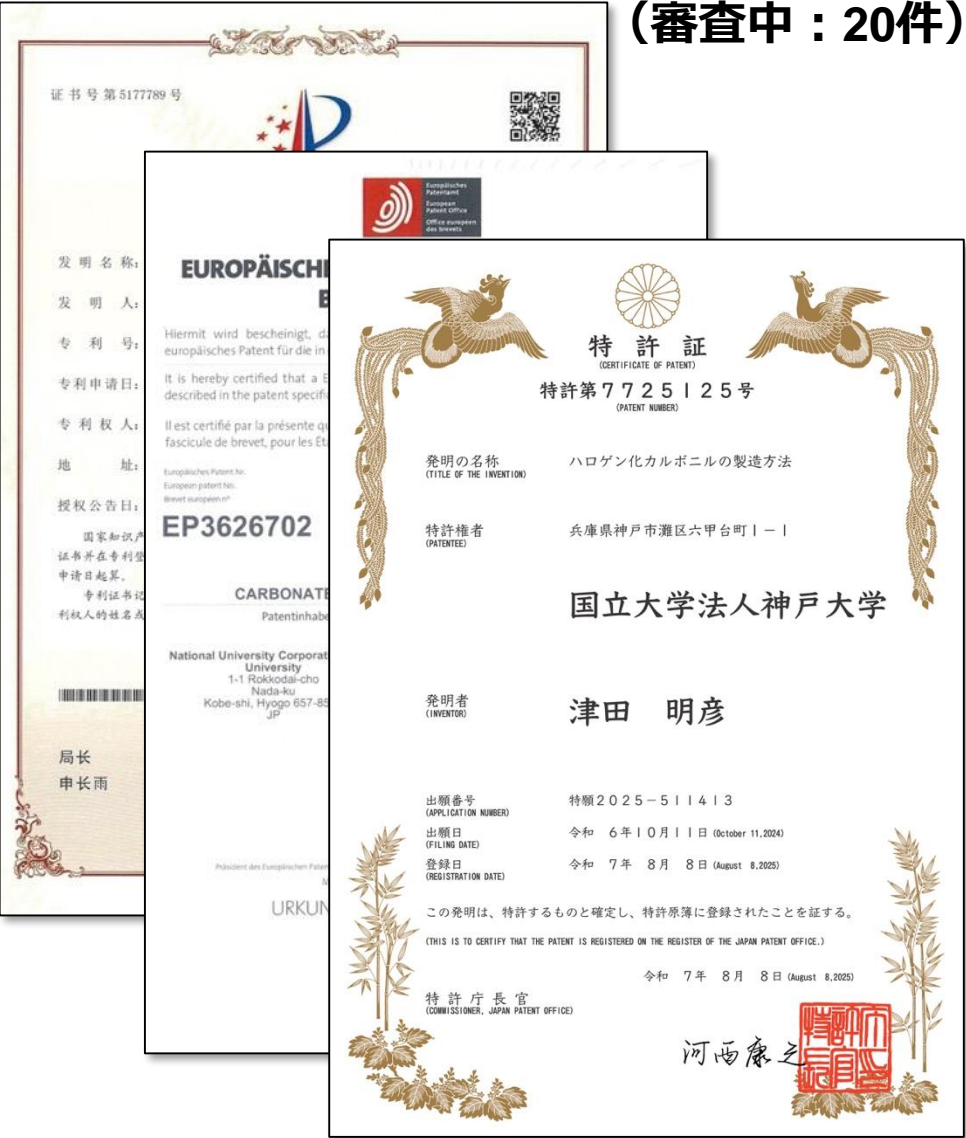 （審査中：20件）
证书号第5177789号
发明名称：
发明人：
专利号：
专利申请日：
专利权人：
地址：
授权公告日：
国家知识产
证书并在专利登
申请日起算。
专利证书记
利权人的姓名或
局长
申长雨
Europäisches
Patentamt
European
Patent Office
Office européen
des brevets
EUROPÄISCHE
Hiermit wird bescheinigt, da
europäisches Patent für die in
It is hereby certified that a E
described in the patent specifi
Il est certifié par la présente qu
fascicule de brevet, pour les Ét
Europäisches Patent Nr.
European patent No.
Brevet européen n°
EP3626702
CARBONATE
Patentinhabe
National University Corporat
University
1-1 Rokkodai-cho
Nada-ku
Kobe-shi, Hyogo 657-85
JP
Präsident des Europäischen Paten
URKUN
特許証
(CERTIFICATE OF PATENT)
特許第７７２５１２５号
(PATENT NUMBER)
発明の名称　ハロゲン化カルボニルの製造方法
(TITLE OF THE INVENTION)
特許権者　兵庫県神戸市灘区六甲台町１－１
(PATENTEE)
国立大学法人神戸大学
発明者　津田　明彦
(INVENTOR)
出願番号　特願２０２５－５１１４１３
(APPLICATION NUMBER)
出願日　令和　６年１０月１１日(October 11,2024)
(FILING DATE)
登録日　令和　７年　８月　８日(August 8,2025)
(REGISTRATION DATE)
この発明は、特許するものと確定し、特許原簿に登録されたことを証する。
(THIS IS TO CERTIFY THAT THE PATENT IS REGISTERED ON THE REGISTER OF THE JAPAN PATENT OFFICE.)
令和　７年　８月　８日(August 8,2025)
特許庁長官
(COMMISSIONER, JAPAN PATENT OFFICE)
河西康之